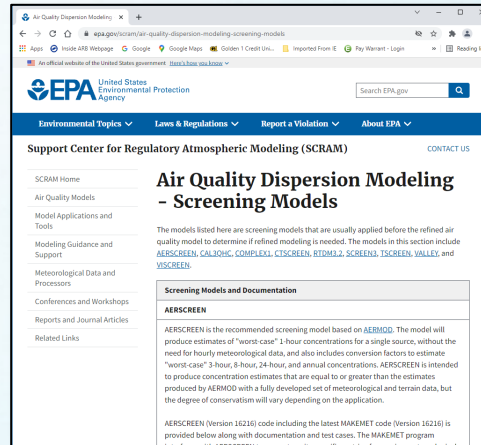 Air Quality Dispersion Modeling
epa.gov/scram/air-quality-dispersion-modeling-screening-models
Apps Inside ARB Webpage Google Google Maps Golden 1 Credit Uni... Imported From IE Pay Warrant - Login » Reading l
An official website of the United States government Here's how you know
EPA United States
Environmental Protection
Agency
Search EPA.gov
Environmental Topics Laws & Regulations Report a Violation About EPA
Support Center for Regulatory Atmospheric Modeling (SCRAM)
CONTACT US
SCRAM Home
Air Quality Models
Model Applications and
Tools
Modeling Guidance and
Support
Meteorological Data and
Processors
Conferences and Workshops
Reports and Journal Articles
Related Links
Air Quality Dispersion Modeling
- Screening Models
The models listed here are screening models that are usually applied before the refined air
quality model to determine if refined modeling is needed. The models in this section include
AERSCREEN, CAL3QHC, COMPLEX1, CTSCREEN, RTDM3.2, SCREEN3, TSCREEN, VALLEY, and
VISCREEN.
Screening Models and Documentation
AERSCREEN
AERSCREEN is the recommended screening model based on AERMOD. The model will
produce estimates of "worst-case" 1-hour concentrations for a single source, without the
need for hourly meteorological data, and also includes conversion factors to estimate
"worst-case" 3-hour, 8-hour, 24-hour, and annual concentrations. AERSCREEN is intended
to produce concentration estimates that are equal to or greater than the estimates
produced by AERMOD with a fully developed set of meteorological and terrain data, but
the degree of conservatism will vary depending on the application.
AERSCREEN (Version 16216) code including the latest MAKEMET code (Version 16216) is
provided below along with documentation and test cases. The MAKEMET program